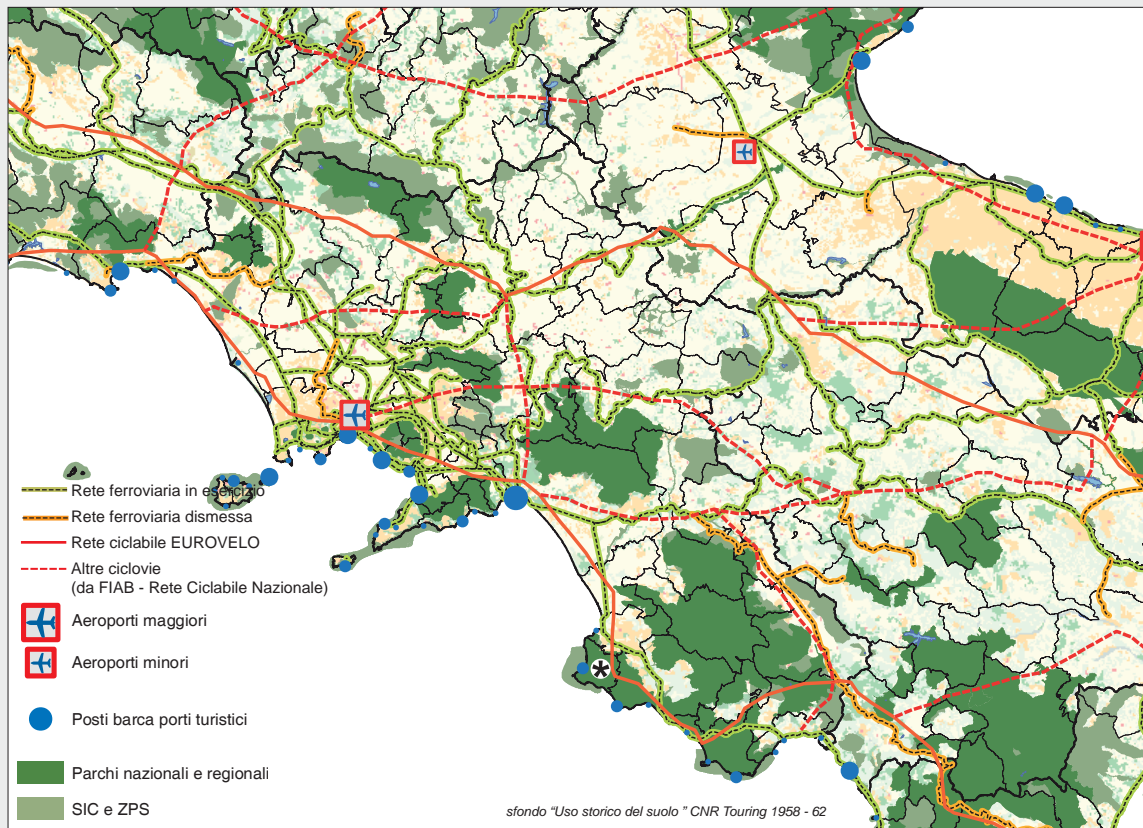 Rete ferroviaria in esercizio
Rete ferroviaria dismessa
Rete ciclabile EUROVELO
Altre ciclovie
(da FIAB - Rete Ciclabile Nazionale)
Aeroporti maggiori
Aeroporti minori
Posti barca porti turistici
Parchi nazionali e regionali
SIC e ZPS
sfondo “Uso storico del suolo ” CNR Touring 1958 - 62
*